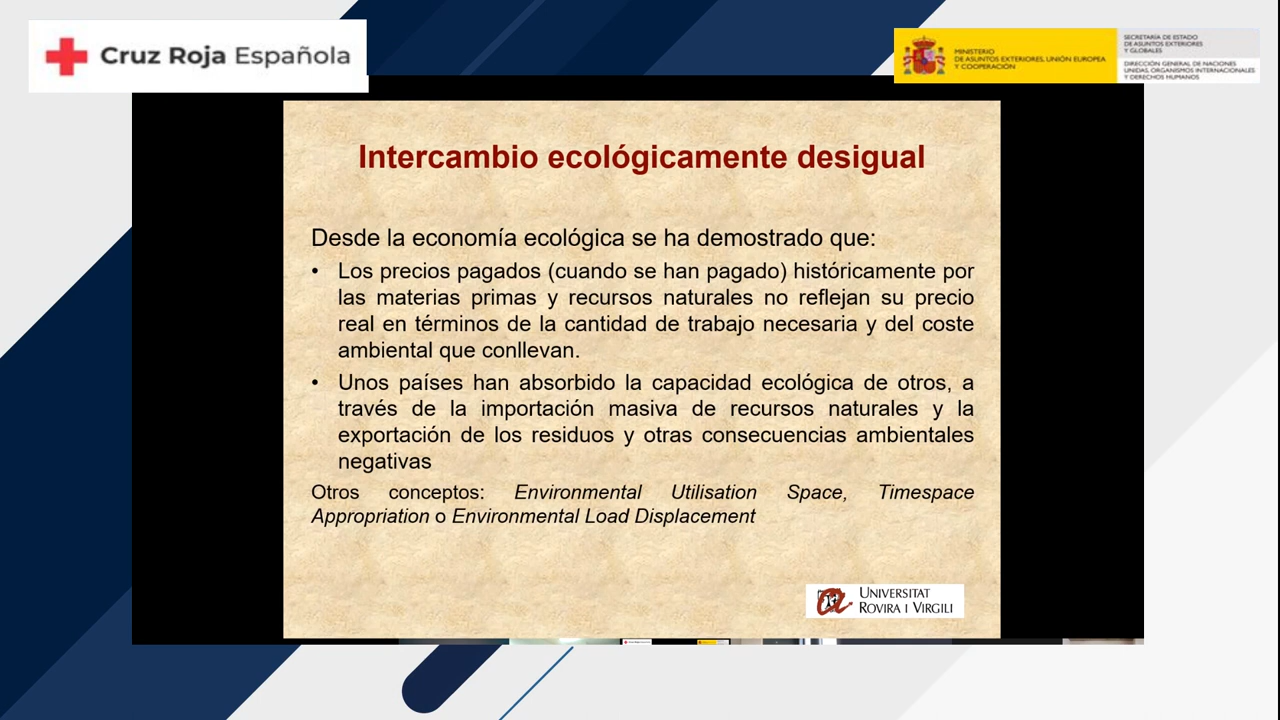 Cruz Roja Española
MINISTERIO
DE ASUNTOS EXTERIORES, UNIÓN EUROPEA
Y COOPERACIÓN
SECRETARÍA DE ESTADO
DE ASUNTOS EXTERIORES
Y GLOBALES
DIRECCIÓN GENERAL DE NACIONES
UNIDAS, ORGANISMOS INTERNACIONALES
Y DERECHOS HUMANOS
Intercambio ecológicamente desigual
Desde la economía ecológica se ha demostrado que:
• Los precios pagados (cuando se han pagado) históricamente por
las materias primas y recursos naturales no reflejan su precio
real en términos de la cantidad de trabajo necesaria y del coste
ambiental que conllevan.
• Unos países han absorbido la capacidad ecológica de otros, a
través de la importación masiva de recursos naturales y la
exportación de los residuos y otras consecuencias ambientales
negativas
Otros conceptos: Environmental Utilisation Space, Timespace
Appropriation o Environmental Load Displacement
UNIVERSITAT
ROVIRA I VIRGILI